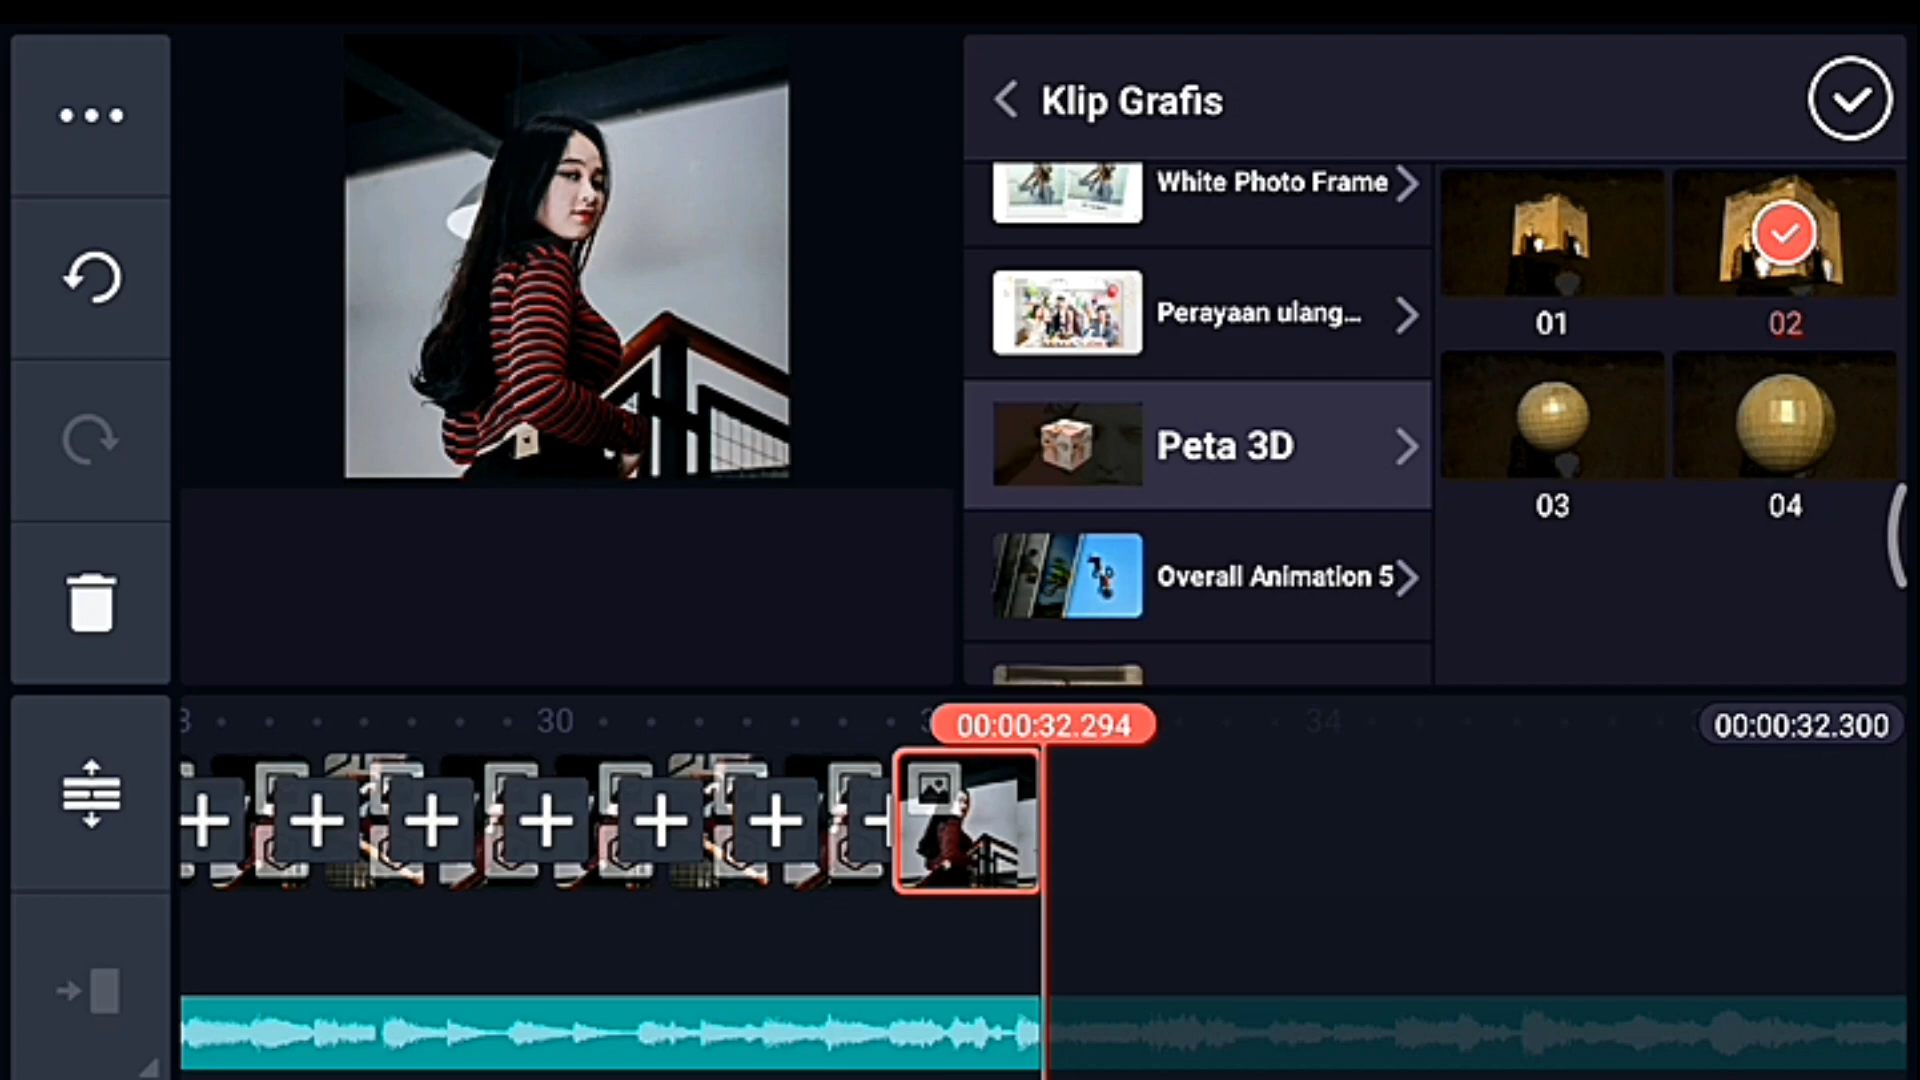 Klip Grafis
White Photo Frame
Perayaan ulang...
Peta 3D
Overall Animation 5
01
02
03
04
30
00:00:32.294
34
00:00:32.300